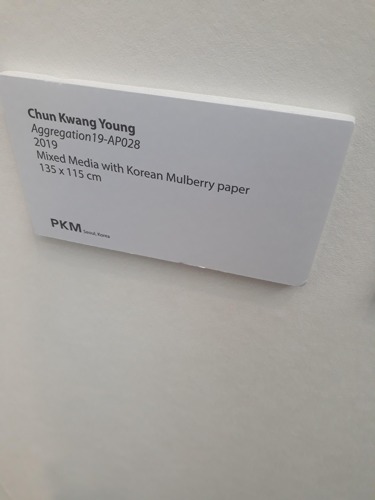 Chun Kwang Young
Aggregation19-AP028
2019
Mixed Media with Korean Mulberry paper
135 x 115 cm
PKM Seoul, Korea